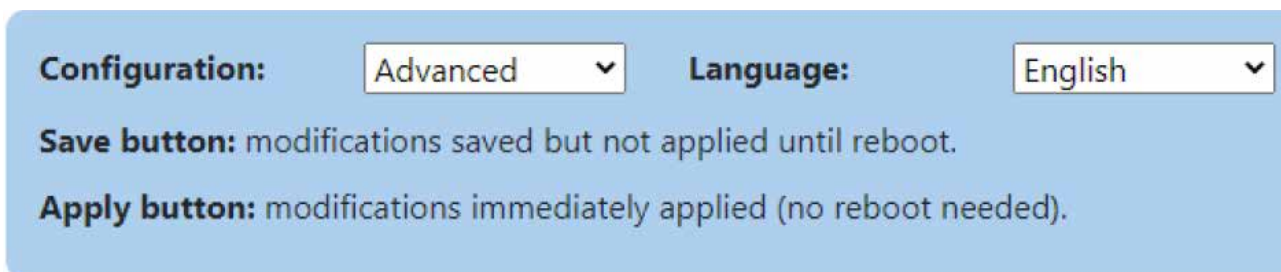 Configuration: Advanced Language: English
Save button: modifications saved but not applied until reboot.
Apply button: modifications immediately applied (no reboot needed).